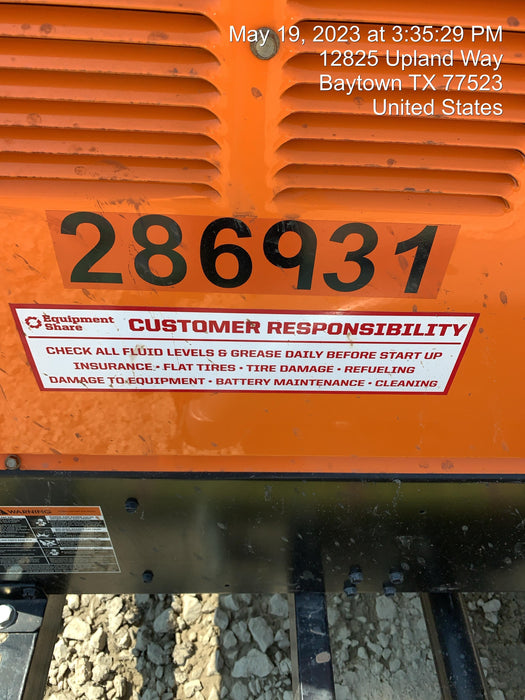 May 19, 2023 at 3:35:29 PM
12825 Upland Way
Baytown TX 77523
United States
286931
Equipment
Share
CUSTOMER RESPONSIBILITY
CHECK ALL FLUID LEVELS & GREASE DAILY BEFORE START UP
INSURANCE • FLAT TIRES • TIRE DAMAGE • REFUELING
DAMAGE TO EQUIPMENT • BATTERY MAINTENANCE • CLEANING
WARNING